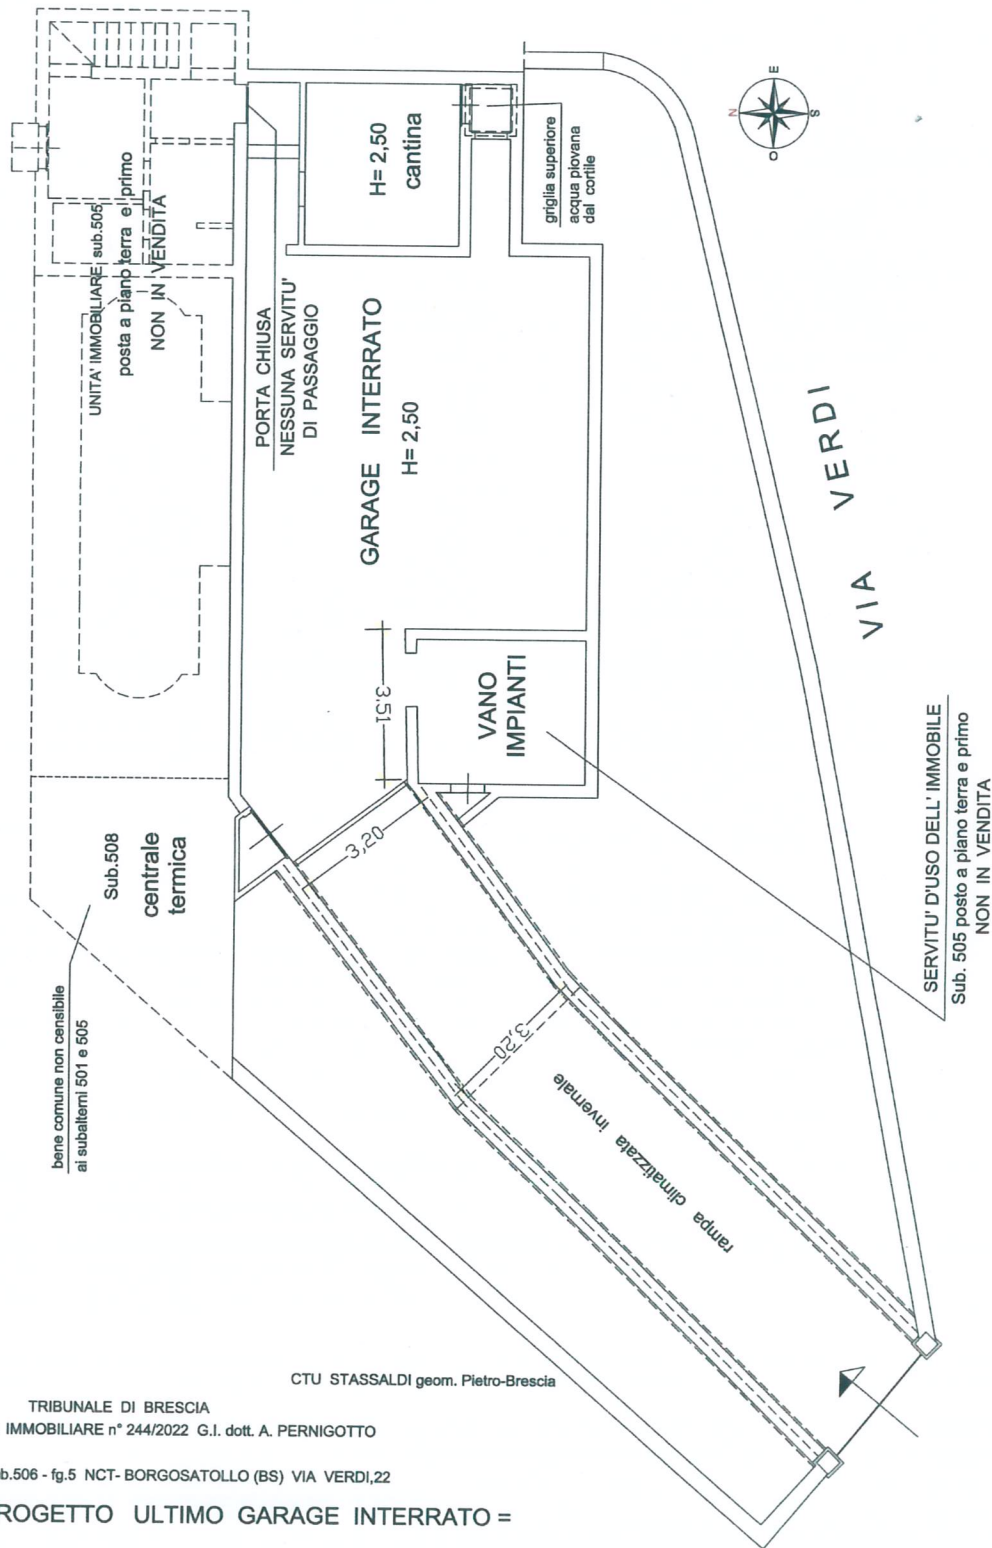 UNITA' IMMOBILIARE sub.505
posta a piano terra e primo
NON IN VENDITA
PORTA CHIUSA
NESSUNA SERVITU'
DI PASSAGGIO
H= 2,50
cantina
griglia superiore
acqua piovana
dal cortile
N
E
S
O
GARAGE INTERRATO
H= 2,50
VIA VERDI
3.51
VANO
IMPIANTI
3,20
Sub.508
centrale
termica
bene comune non censibile
ai subalterni 501 e 505
3,20
rampa climatizzata invernale
SERVITU' D'USO DELL' IMMOBILE
Sub. 505 posto a piano terra e primo
NON IN VENDITA
CTU STASSALDI geom. Pietro-Brescia
TRIBUNALE DI BRESCIA
IMMOBILIARE n° 244/2022 G.I. dott. A. PERNIGOTTO
b.506 - fg.5 NCT- BORGOSATOLLO (BS) VIA VERDI,22
ROGETTO ULTIMO GARAGE INTERRATO =